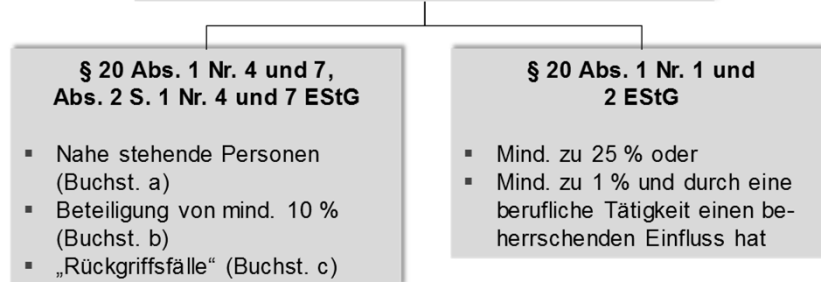 § 20 Abs. 1 Nr. 4 und 7,
Abs. 2 S. 1 Nr. 4 und 7 EStG
▪ Nahe stehende Personen
(Buchst. a)
▪ Beteiligung von mind. 10 %
(Buchst. b)
▪ „Rückgriffsfälle“ (Buchst. c)
§ 20 Abs. 1 Nr. 1 und
2 EStG
▪ Mind. zu 25 % oder
▪ Mind. zu 1 % und durch eine
berufliche Tätigkeit einen be-
herrschenden Einfluss hat